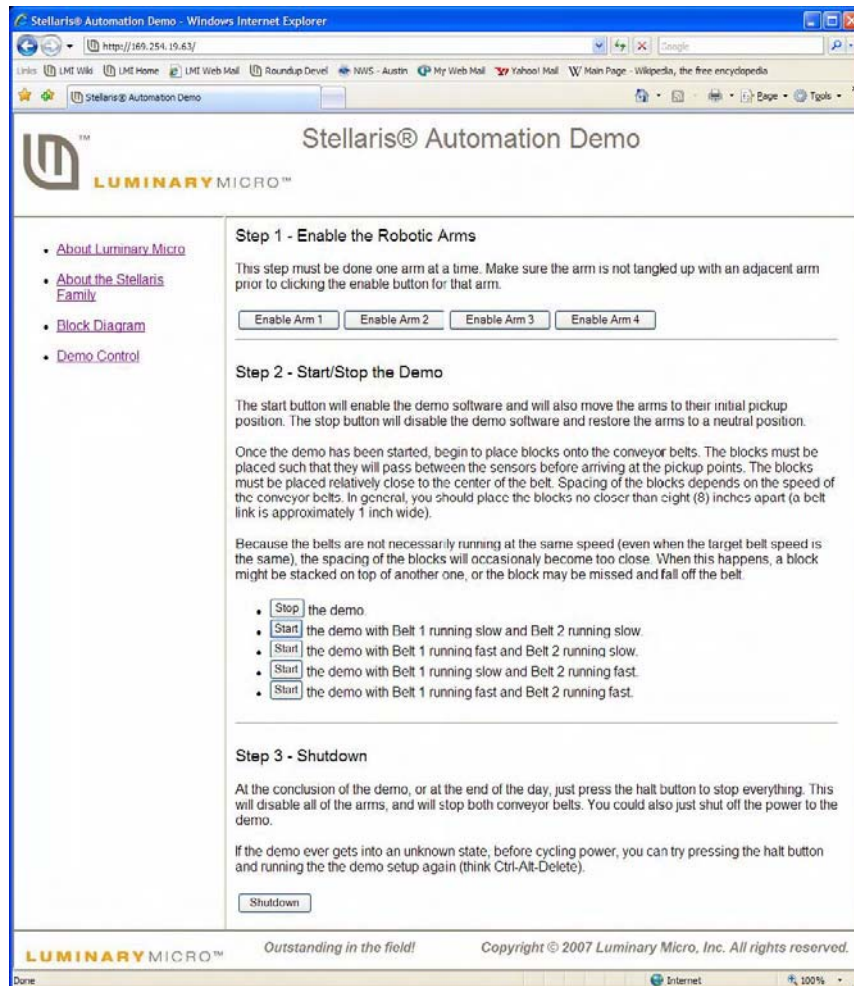 Stellaris® Automation Demo - Windows Internet Explorer
http://169.254.19.63/
Google
Links LMI Wiki LMI Home LMI Web Mail Roundup Devel NWS - Austin My Web Mail Yahoo! Mail Main Page - Wikipedia, the free encyclopedia
Stellaris® Automation Demo
Page Tools
Stellaris® Automation Demo
TM
LUMINARYMICRO™
About Luminary Micro
About the Stellaris
Family
Block Diagram
Demo Control
Step 1 - Enable the Robotic Arms
This step must be done one arm at a time. Make sure the arm is not tangled up with an adjacent arm
prior to clicking the enable button for that arm.
Enable Arm 1 Enable Arm 2 Enable Arm 3 Enable Arm 4
Step 2 - Start/Stop the Demo
The start button will enable the demo software and will also move the arms to their initial pickup
position. The stop button will disable the demo software and restore the arms to a neutral position.
Once the demo has been started, begin to place blocks onto the conveyor belts. The blocks must be
placed such that they will pass between the sensors before arriving at the pickup points. The blocks
must be placed relatively close to the center of the belt. Spacing of the blocks depends on the speed of
the conveyor belts. In general, you should place the blocks no closer than eight (8) inches apart (a belt
link is approximately 1 inch wide).
Because the belts are not necessarily running at the same speed (even when the target belt speed is
the same), the spacing of the blocks will occasionaly become too close. When this happens, a block
might be stacked on top of another one, or the block may be missed and fall off the belt.
Stop the demo.
Start the demo with Belt 1 running slow and Belt 2 running slow.
Start the demo with Belt 1 running fast and Belt 2 running slow.
Start the demo with Belt 1 running slow and Belt 2 running fast.
Start the demo with Belt 1 running fast and Belt 2 running fast.
Step 3 - Shutdown
At the conclusion of the demo, or at the end of the day, just press the halt button to stop everything. This
will disable all of the arms, and will stop both conveyor belts. You could also just shut off the power to the
demo.
If the demo ever gets into an unknown state, before cycling power, you can try pressing the halt button
and running the the demo setup again (think Ctrl-Alt-Delete).
Shutdown
LUMINARYMICRO™ Outstanding in the field! Copyright © 2007 Luminary Micro, Inc. All rights reserved.
Done Internet 100%